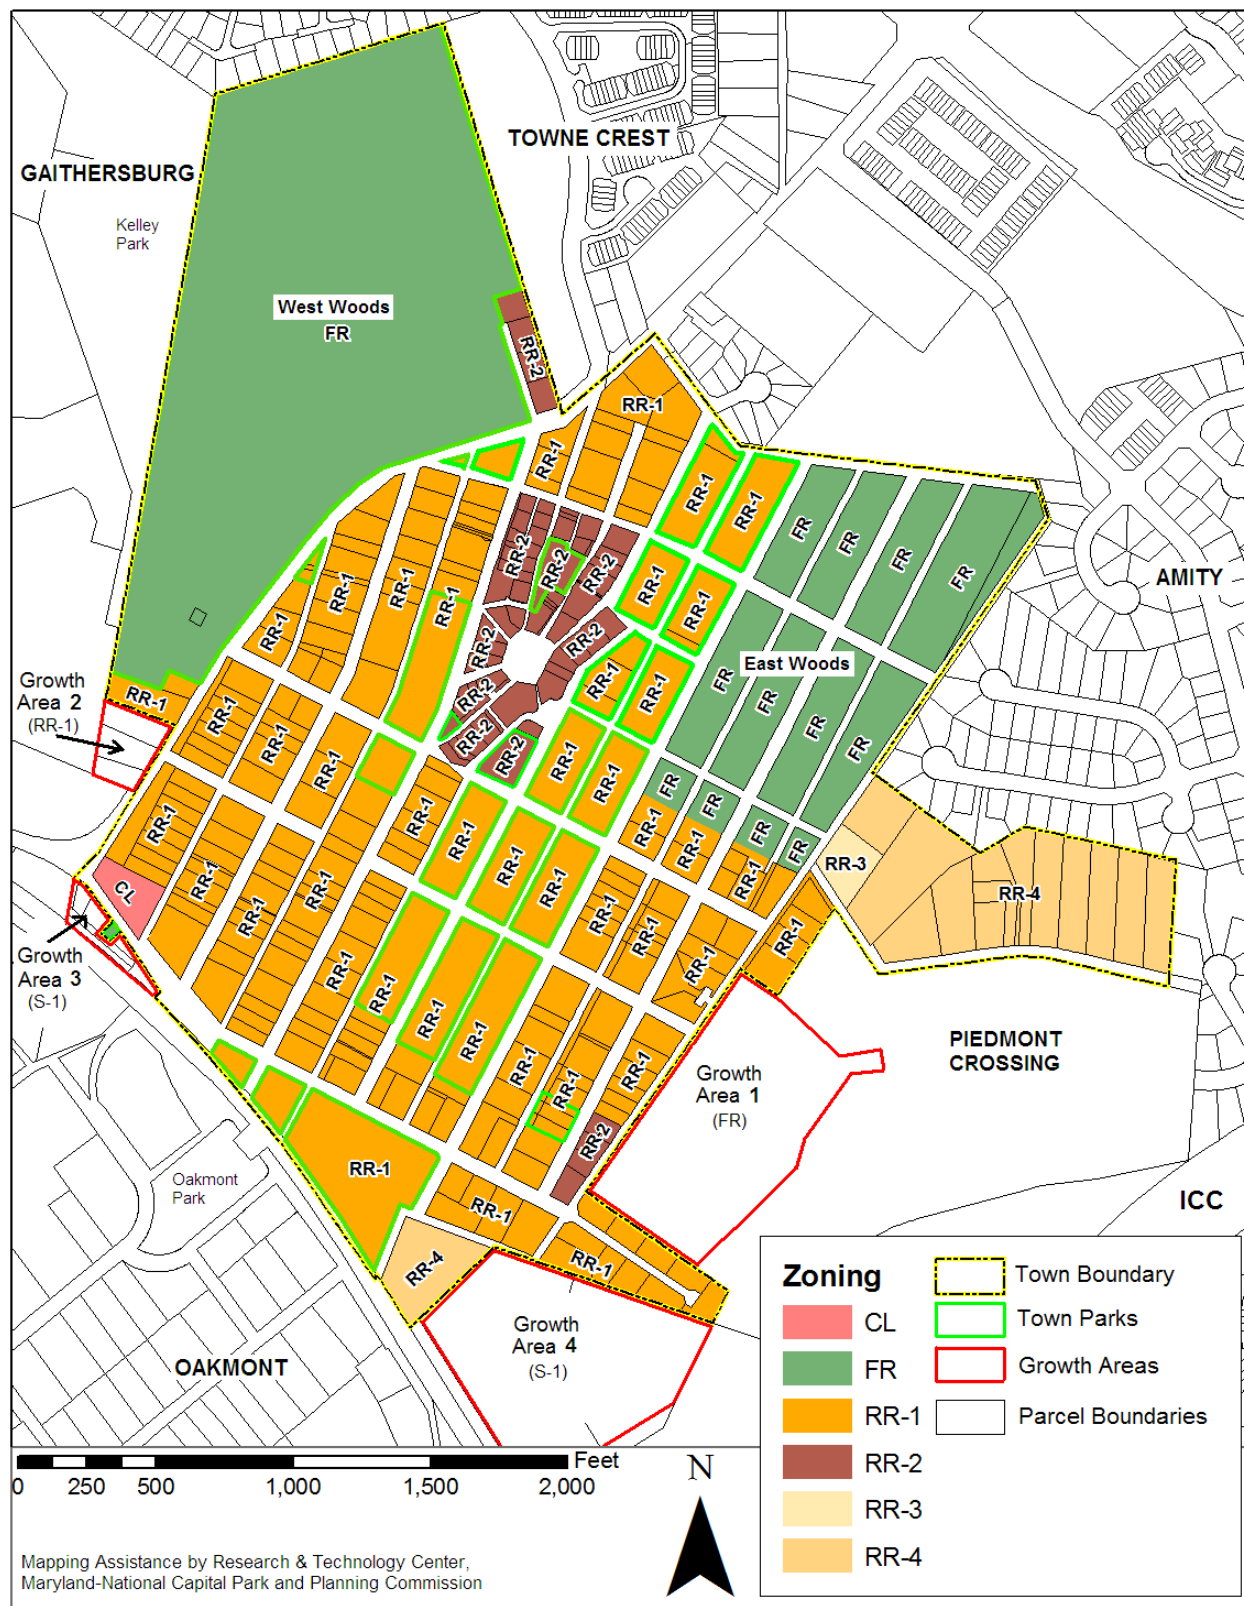 TOWNE CREST
GAITHERSBURG
Kelley
Park
West Woods
FR
RR-2
RR-1
RR-1
RR-1
RR-1
RR-1
RR-2
RR-2
RR-2
FR
FR
FR
FR
RR-1
RR-1
RR-1
RR-1
RR-1
RR-1
AMITY
RR-2
RR-2
East Woods
RR-1
RR-1
FR
FR
FR
FR
Growth
Area 2
(RR-1)
RR-1
RR-2
RR-2
RR-2
RR-1
RR-1
RR-1
RR-1
RR-1
FR
FR
FR
FR
RR-1
RR-1
RR-1
RR-1
RR-1
RR-1
RR-1
RR-1
RR-3
RR-4
CL
RR-1
RR-1
RR-1
RR-1
RR-1
RR-1
RR-1
RR-1
Growth
Area 3
(S-1)
RR-1
RR-1
RR-1
RR-1
RR-1
RR-1
RR-1
PIEDMONT
CROSSING
Growth
Area 1
(FR)
RR-2
Oakmont
Park
RR-1
RR-1
RR-1
RR-4
ICC
Growth
Area 4
(S-1)
OAKMONT
Zoning
CL
FR
RR-1
RR-2
RR-3
RR-4
Town Boundary
Town Parks
Growth Areas
Parcel Boundaries
Feet
0 250 500 1,000 1,500 2,000
N
Mapping Assistance by Research & Technology Center,
Maryland-National Capital Park and Planning Commission